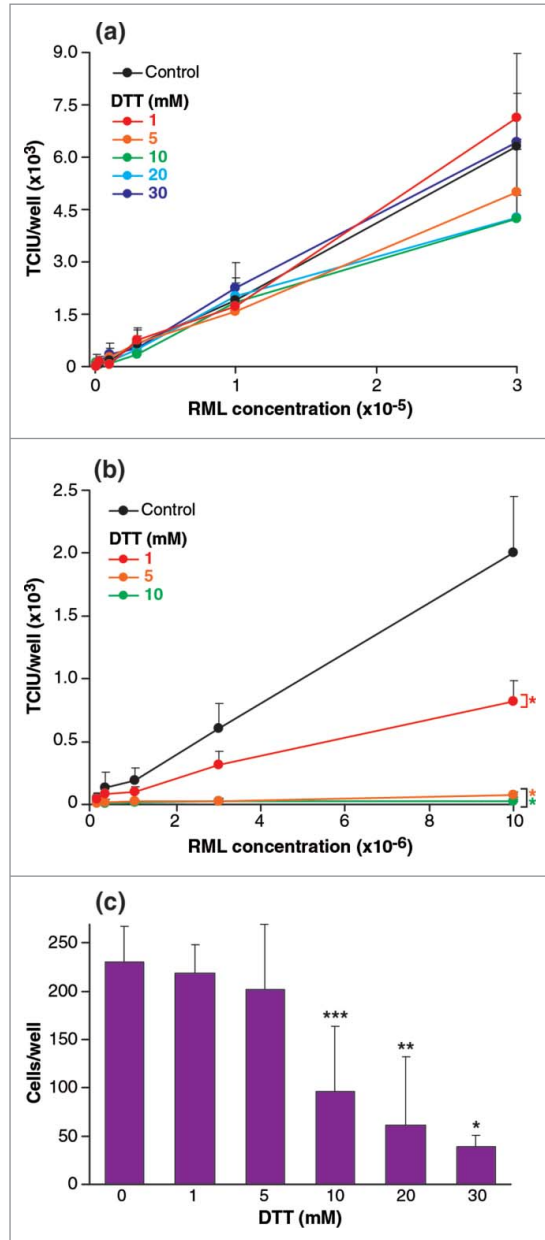 (a)
9.0
7.5
6.0
4.5
3.0
1.5
0
TCIU/well (x10³)
Control
DTT (mM)
1
5
10
20
30
0 1 2 3
RML concentration (x10⁻⁵)
(b)
2.5
2.0
1.5
1.0
0.5
0
TCIU/well (x10³)
Control
DTT (mM)
1
5
10
*
*
*
0 2 4 6 8 10
RML concentration (x10⁻⁶)
(c)
250
200
150
100
50
0
Cells/well
***
**
*
0 1 5 10 20 30
DTT (mM)